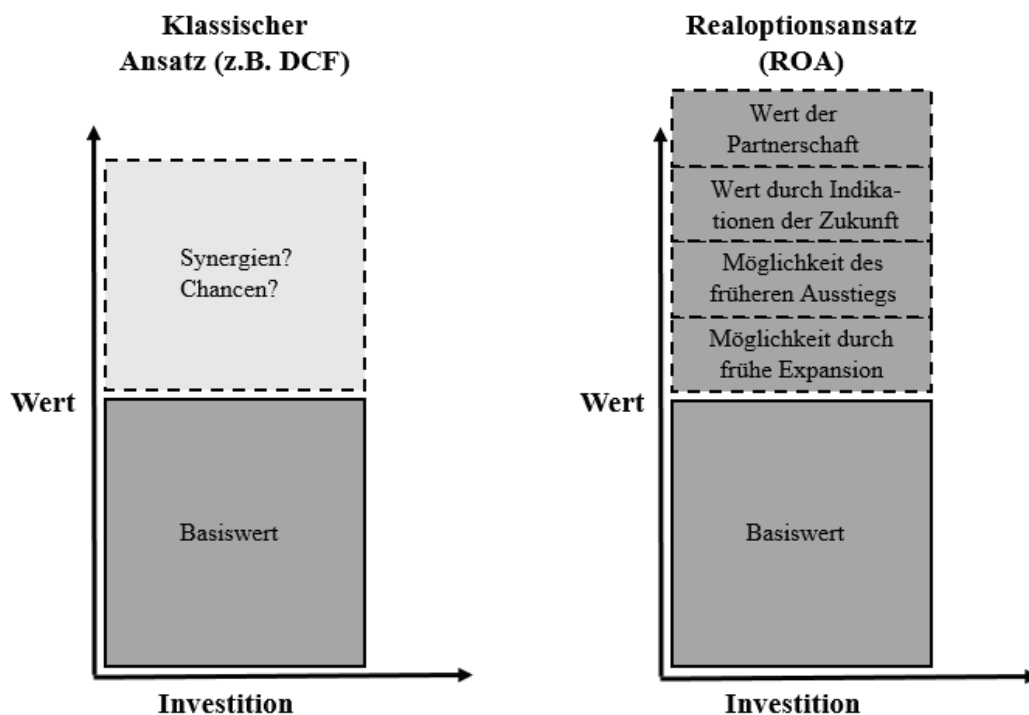 Klassischer
Ansatz (z.B. DCF)
Synergien?
Chancen?
Wert
Basiswert
Investition
Realoptionsansatz
(ROA)
Wert der
Partnerschaft
Wert durch Indika-
tionen der Zukunft
Möglichkeit des
früheren Ausstiegs
Möglichkeit durch
frühe Expansion
Wert
Basiswert
Investition